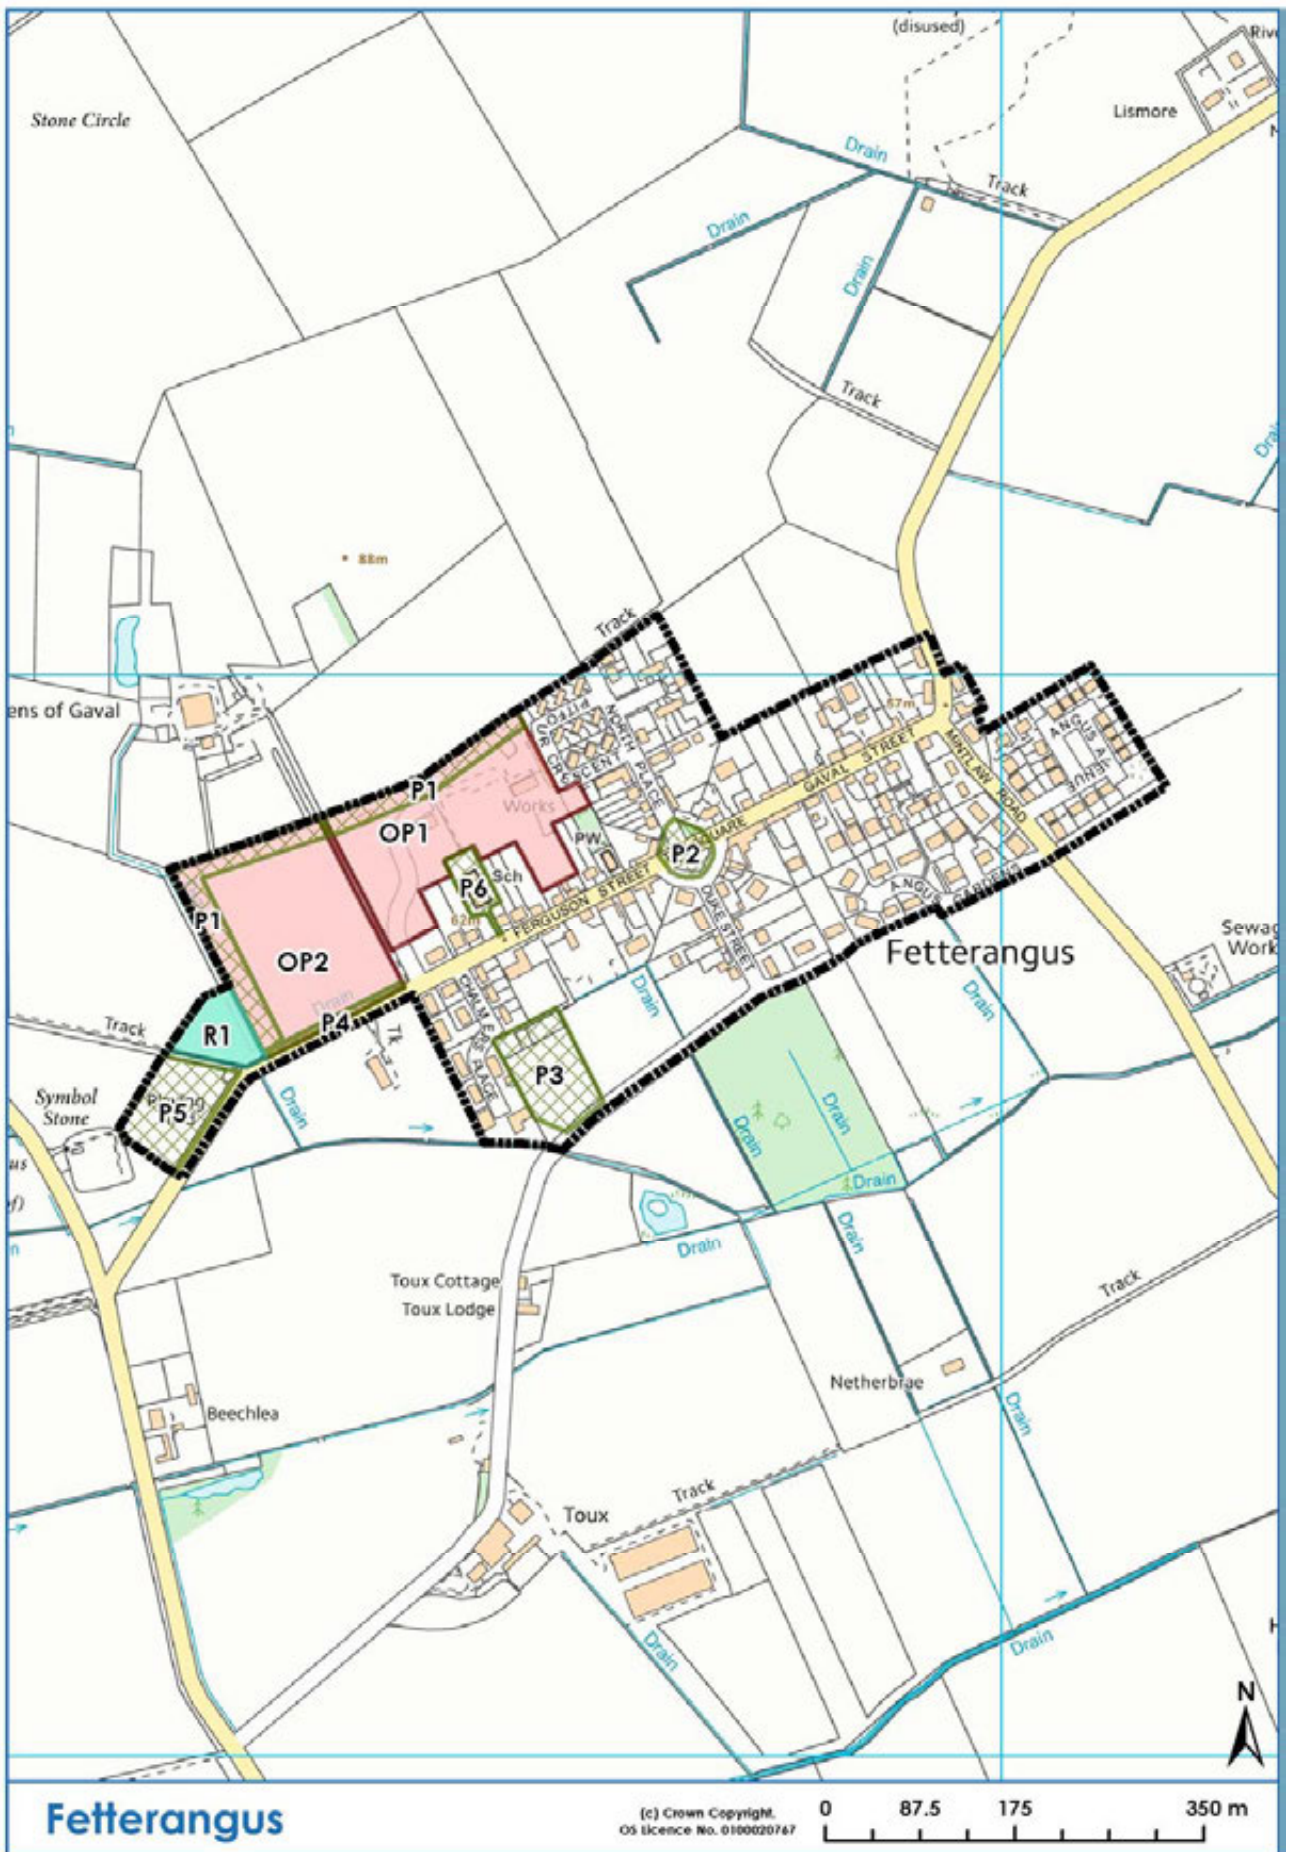 (disused)
Stone Circle
Lismore
Drain
Track
Drain
Drain
Track
88m
Track
ens of Gaval
67m
PITFOUR CRESCENT
NORTH PLACE
GAVAL STREET
MINTLAW ROAD
ANGUS AVENUE
P1
OP1
Works
PW
SQUARE
P2
P6
Sch
62m
FERGUSON STREET
DUKE STREET
ANGUS GARDENS
P1
OP2
Fetterangus
Sewag
Work
Drain
P4
R1
Track
Tk
CHALMERS PLACE
P3
Drain
Drain
Symbol
Stone
P5
Drain
Drain
Drain
Drain
us
Drain
Drain
Toux Cottage
Toux Lodge
Track
Netherbrae
Beechlea
Drain
Toux
Track
Drain
Drain
N
Fetterangus
(c) Crown Copyright.
OS Licence No. 0100020767
0 87.5 175 350 m